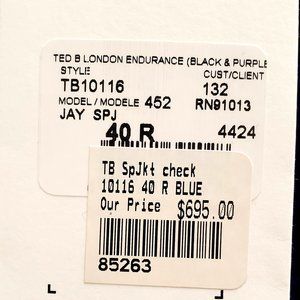 TED B LONDON ENDURANCE (BLACK & PURPLE
STYLE CUST/CLIENT
TB10116 132
MODEL / MODELE 452 RN91013
JAY SPJ
40 R 4424
TB SpJkt check
10116 40 R BLUE
Our Price $695.00
85263